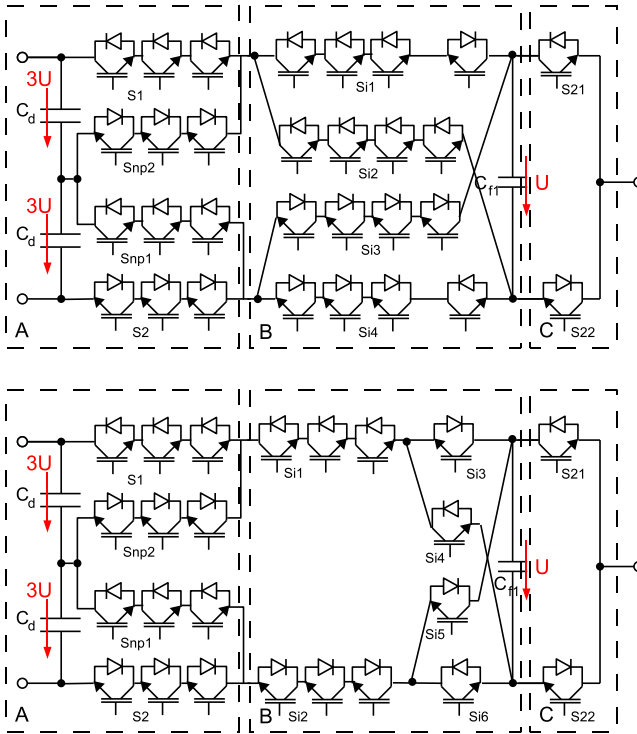 S1
Si1
S21
3U
Cd
Snp2
Si2
Cf1
U
3U
Cd
Snp1
Si3
A
S2
B
Si4
C
S22
S1
Si1
Si3
S21
3U
Cd
Snp2
Si4
Cf1
U
3U
Cd
Snp1
Si5
A
S2
B
Si2
Si6
C
S22